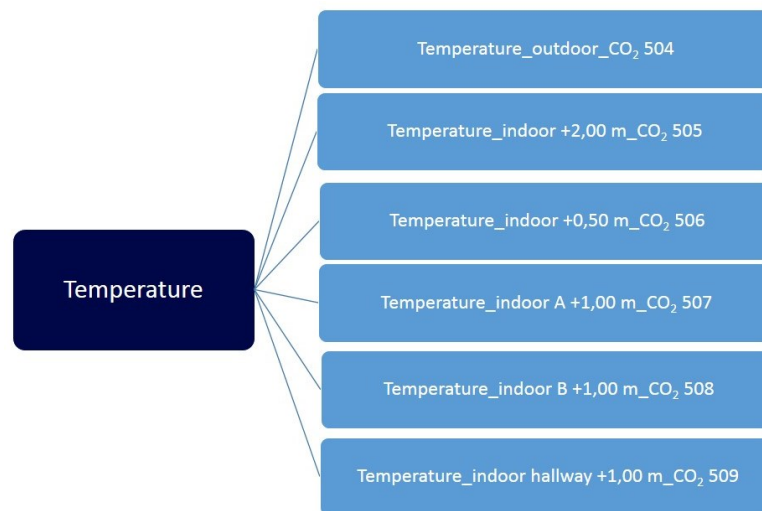 Temperature
Temperature_outdoor_CO₂ 504
Temperature_indoor +2,00 m_CO₂ 505
Temperature_indoor +0,50 m_CO₂ 506
Temperature_indoor A +1,00 m_CO₂ 507
Temperature_indoor B +1,00 m_CO₂ 508
Temperature_indoor hallway +1,00 m_CO₂ 509